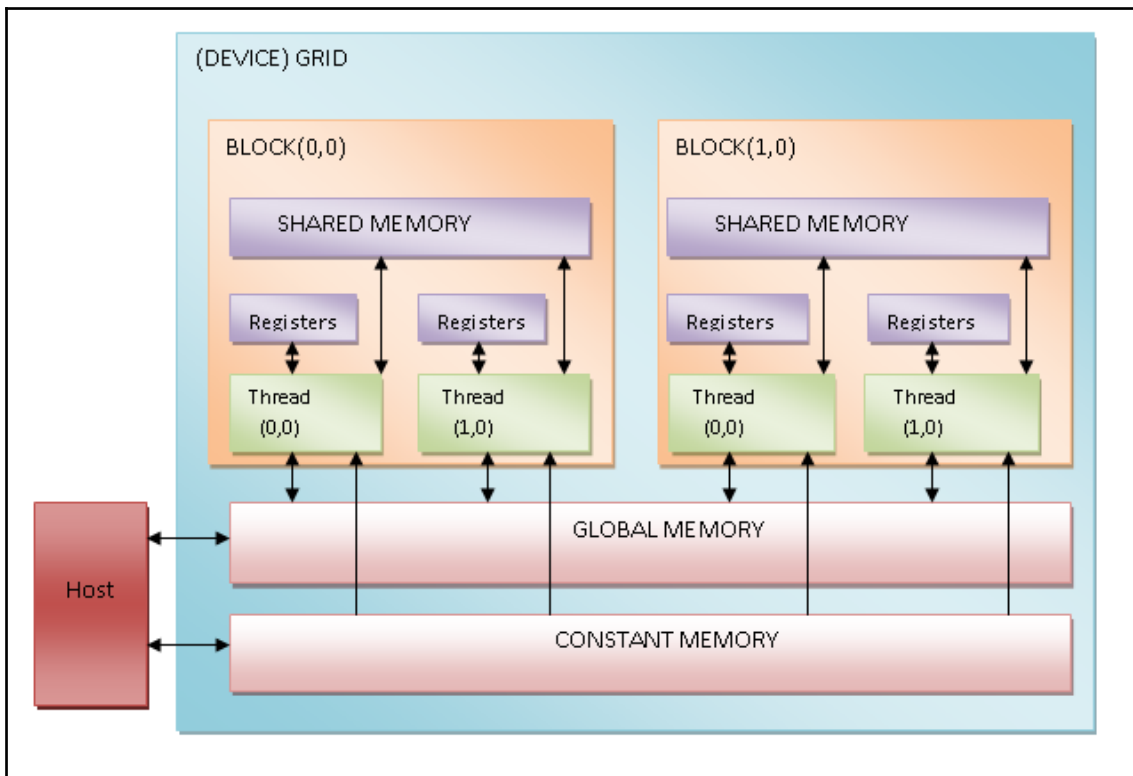 (DEVICE) GRID
BLOCK(0,0)
SHARED MEMORY
Registers
Registers
Thread
(0,0)
Thread
(1,0)
BLOCK(1,0)
SHARED MEMORY
Registers
Registers
Thread
(0,0)
Thread
(1,0)
Host
GLOBAL MEMORY
CONSTANT MEMORY